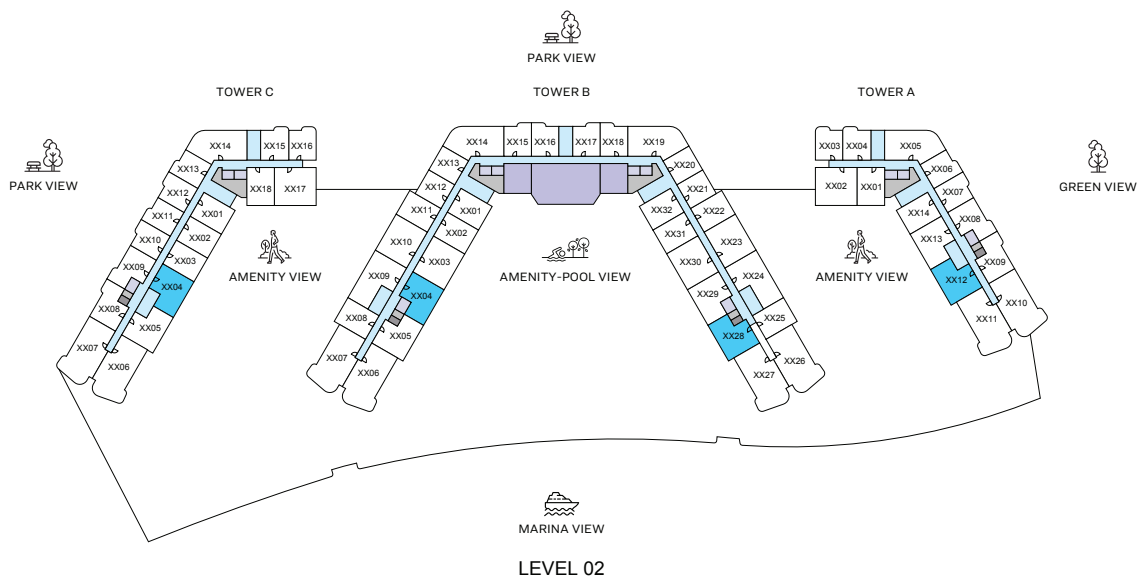 PARK VIEW
TOWER C
TOWER B
TOWER A
PARK VIEW
GREEN VIEW
XX14
XX15
XX16
XX13
XX12
XX11
XX10
XX09
XX08
XX07
XX18
XX17
XX01
XX02
XX03
XX04
XX05
XX06
AMENITY VIEW
XX14
XX15
XX16
XX17
XX18
XX19
XX13
XX12
XX11
XX10
XX09
XX08
XX07
XX01
XX02
XX03
XX04
XX05
XX06
AMENITY-POOL VIEW
XX20
XX21
XX22
XX23
XX24
XX25
XX26
XX32
XX31
XX30
XX29
XX28
XX27
AMENITY VIEW
XX03
XX04
XX05
XX02
XX01
XX06
XX07
XX08
XX09
XX10
XX14
XX13
XX12
XX11
MARINA VIEW
LEVEL 02